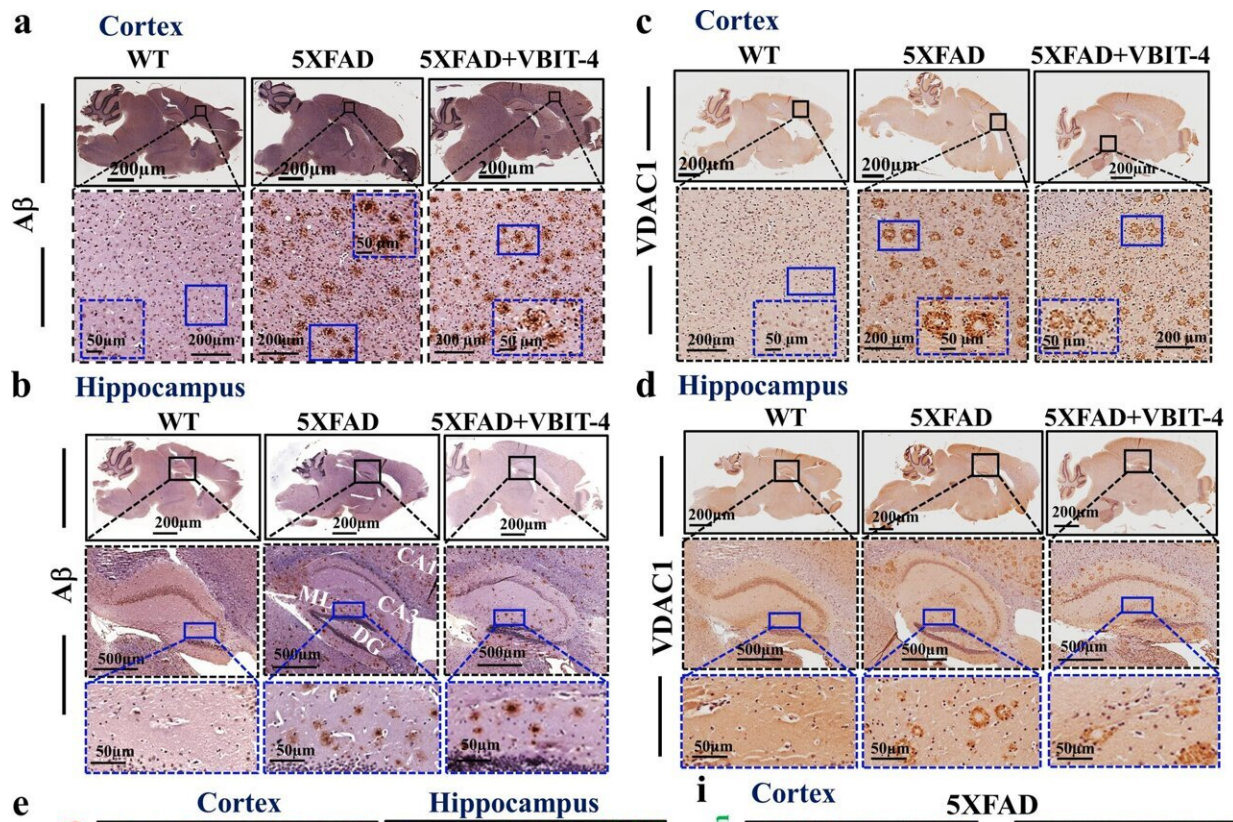 a Cortex
WT 5XFAD 5XFAD+VBIT-4
Aβ
200µm 200µm 200µm
50µm 200µm 200µm 50 µm 200 µm 50 µm
b Hippocampus
WT 5XFAD 5XFAD+VBIT-4
Aβ
200µm 200µm 200µm
CA1
ML CA3
DG
500µm 500µm 500µm
50µm 50µm 50µm
c Cortex
WT 5XFAD 5XFAD+VBIT-4
VDAC1
200µm 200µm 200µm
200µm 50 µm 200 µm 50 µm 50 µm 200 µm
d Hippocampus
WT 5XFAD 5XFAD+VBIT-4
VDAC1
200µm 200µm 200µm
500µm 500µm 500µm
50µm 50µm 50µm
e Cortex Hippocampus
i Cortex
5XFAD